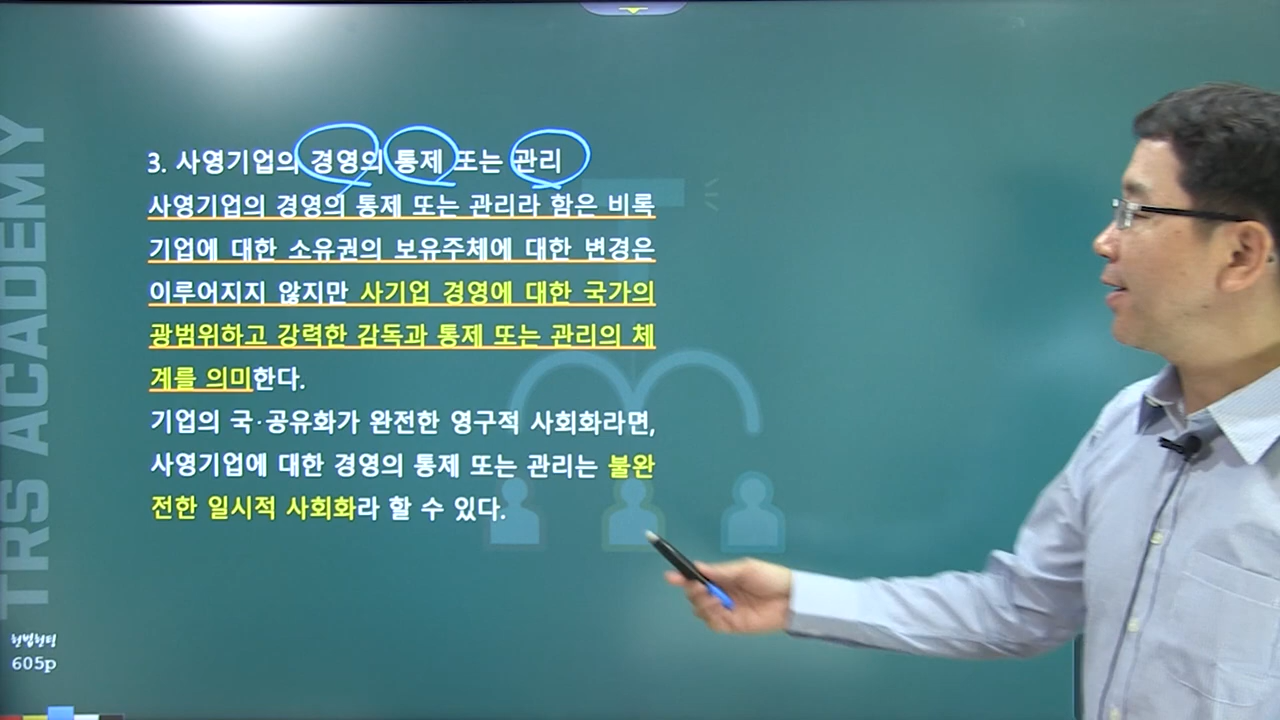 3. 사영기업의 경영의 통제 또는 관리
사영기업의 경영의 통제 또는 관리라 함은 비록
기업에 대한 소유권의 보유주체에 대한 변경은
이루어지지 않지만 사기업 경영에 대한 국가의
광범위하고 강력한 감독과 통제 또는 관리의 체
계를 의미한다.
기업의 국·공유화가 완전한 영구적 사회화라면,
사영기업에 대한 경영의 통제 또는 관리는 불완
전한 일시적 사회화라 할 수 있다.
TRS ACADEMY
605p